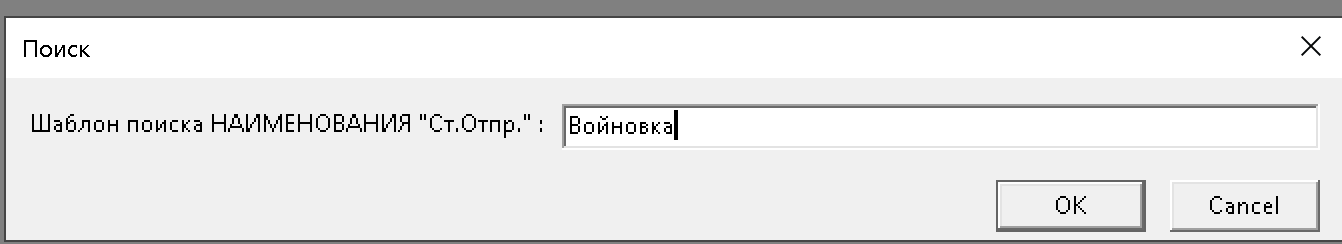 Поиск
Шаблон поиска НАИМЕНОВАНИЯ "Ст.Отпр." : Войновка
OK Cancel